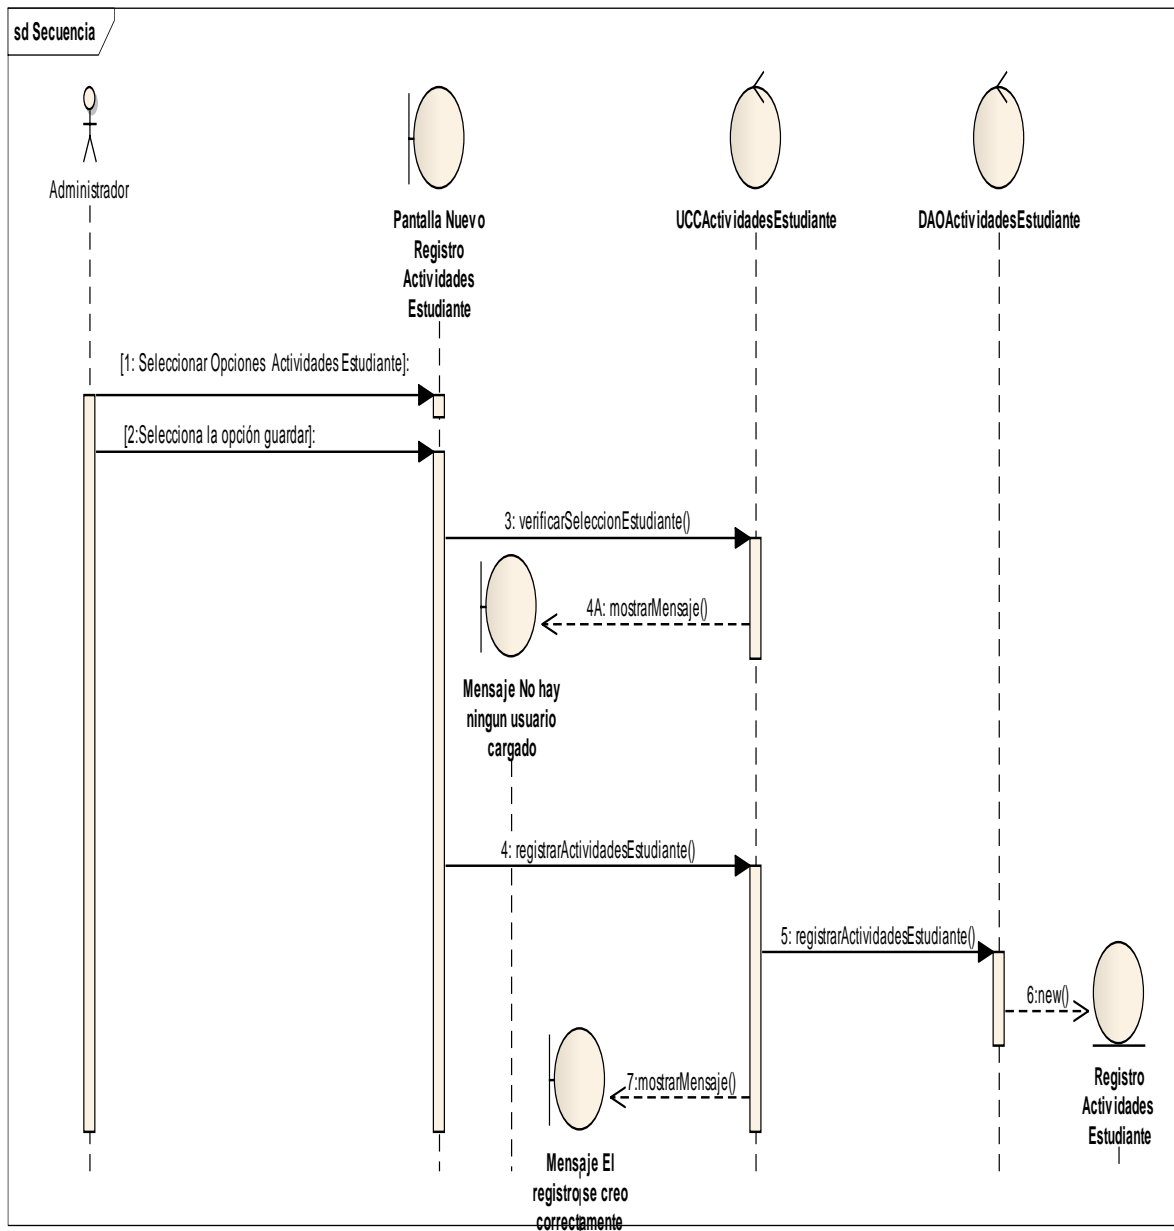 sd Secuencia
Administrador
Pantalla Nuevo
Registro
Actividades
Estudiante
UCCActividadesEstudiante
DAOActividadesEstudiante
[1: Seleccionar Opciones Actividades Estudiante]:
[2:Selecciona la opción guardar]:
3: verificarSeleccionEstudiante()
4A: mostrarMensaje()
Mensaje No hay
ningun usuario
cargado
4: registrarActividadesEstudiante()
5: registrarActividadesEstudiante()
6:new()
Registro
Actividades
Estudiante
7:mostrarMensaje()
Mensaje El
registro se creo
correctamente